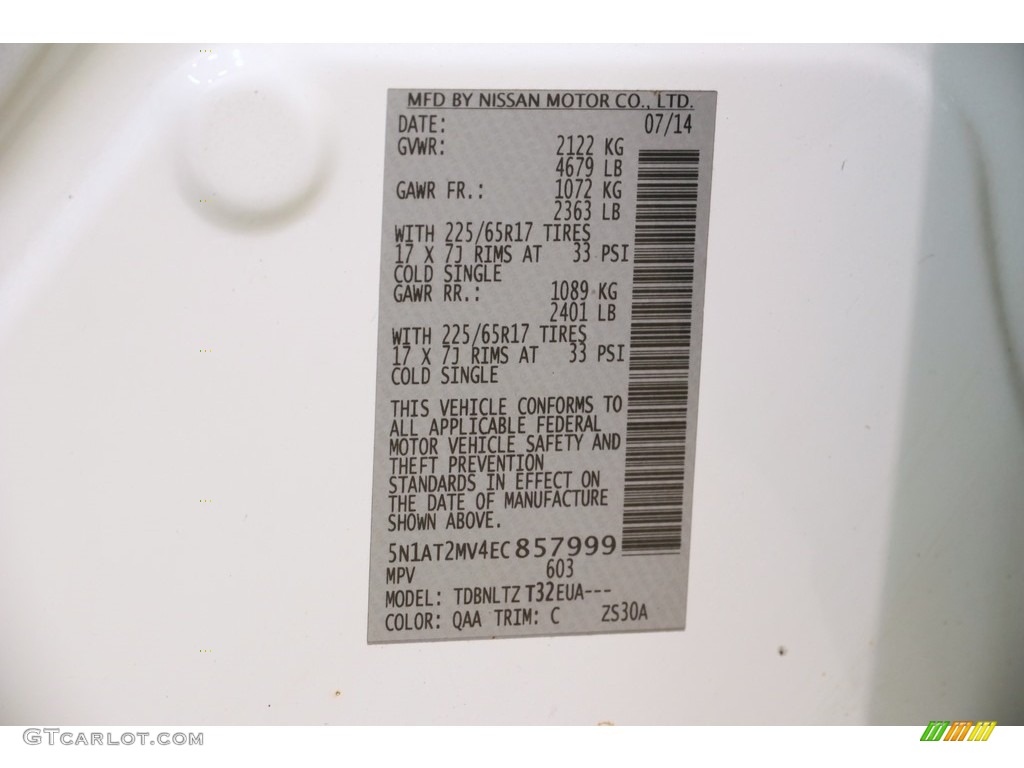 MFD BY NISSAN MOTOR CO., LTD.
DATE: 07/14
GVWR: 2122 KG
4679 LB
GAWR FR.: 1072 KG
2363 LB
WITH 225/65R17 TIRES
17 X 7J RIMS AT 33 PSI
COLD SINGLE
GAWR RR.: 1089 KG
2401 LB
WITH 225/65R17 TIRES
17 X 7J RIMS AT 33 PSI
COLD SINGLE
THIS VEHICLE CONFORMS TO
ALL APPLICABLE FEDERAL
MOTOR VEHICLE SAFETY AND
THEFT PREVENTION
STANDARDS IN EFFECT ON
THE DATE OF MANUFACTURE
SHOWN ABOVE.
5N1AT2MV4EC857999
MPV 603
MODEL: TDBNLTZ T32EUA---
COLOR: QAA TRIM: C ZS30A
GTCARLOT.COM